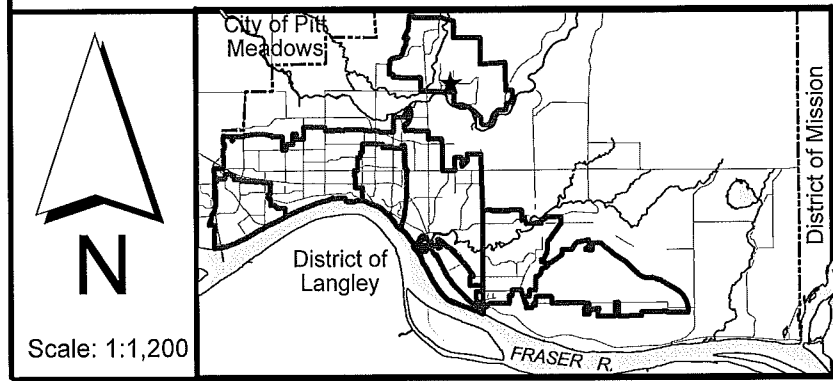 N
Scale: 1:1,200
City of Pitt
Meadows
District of
Langley
FRASER R.
District of Mission